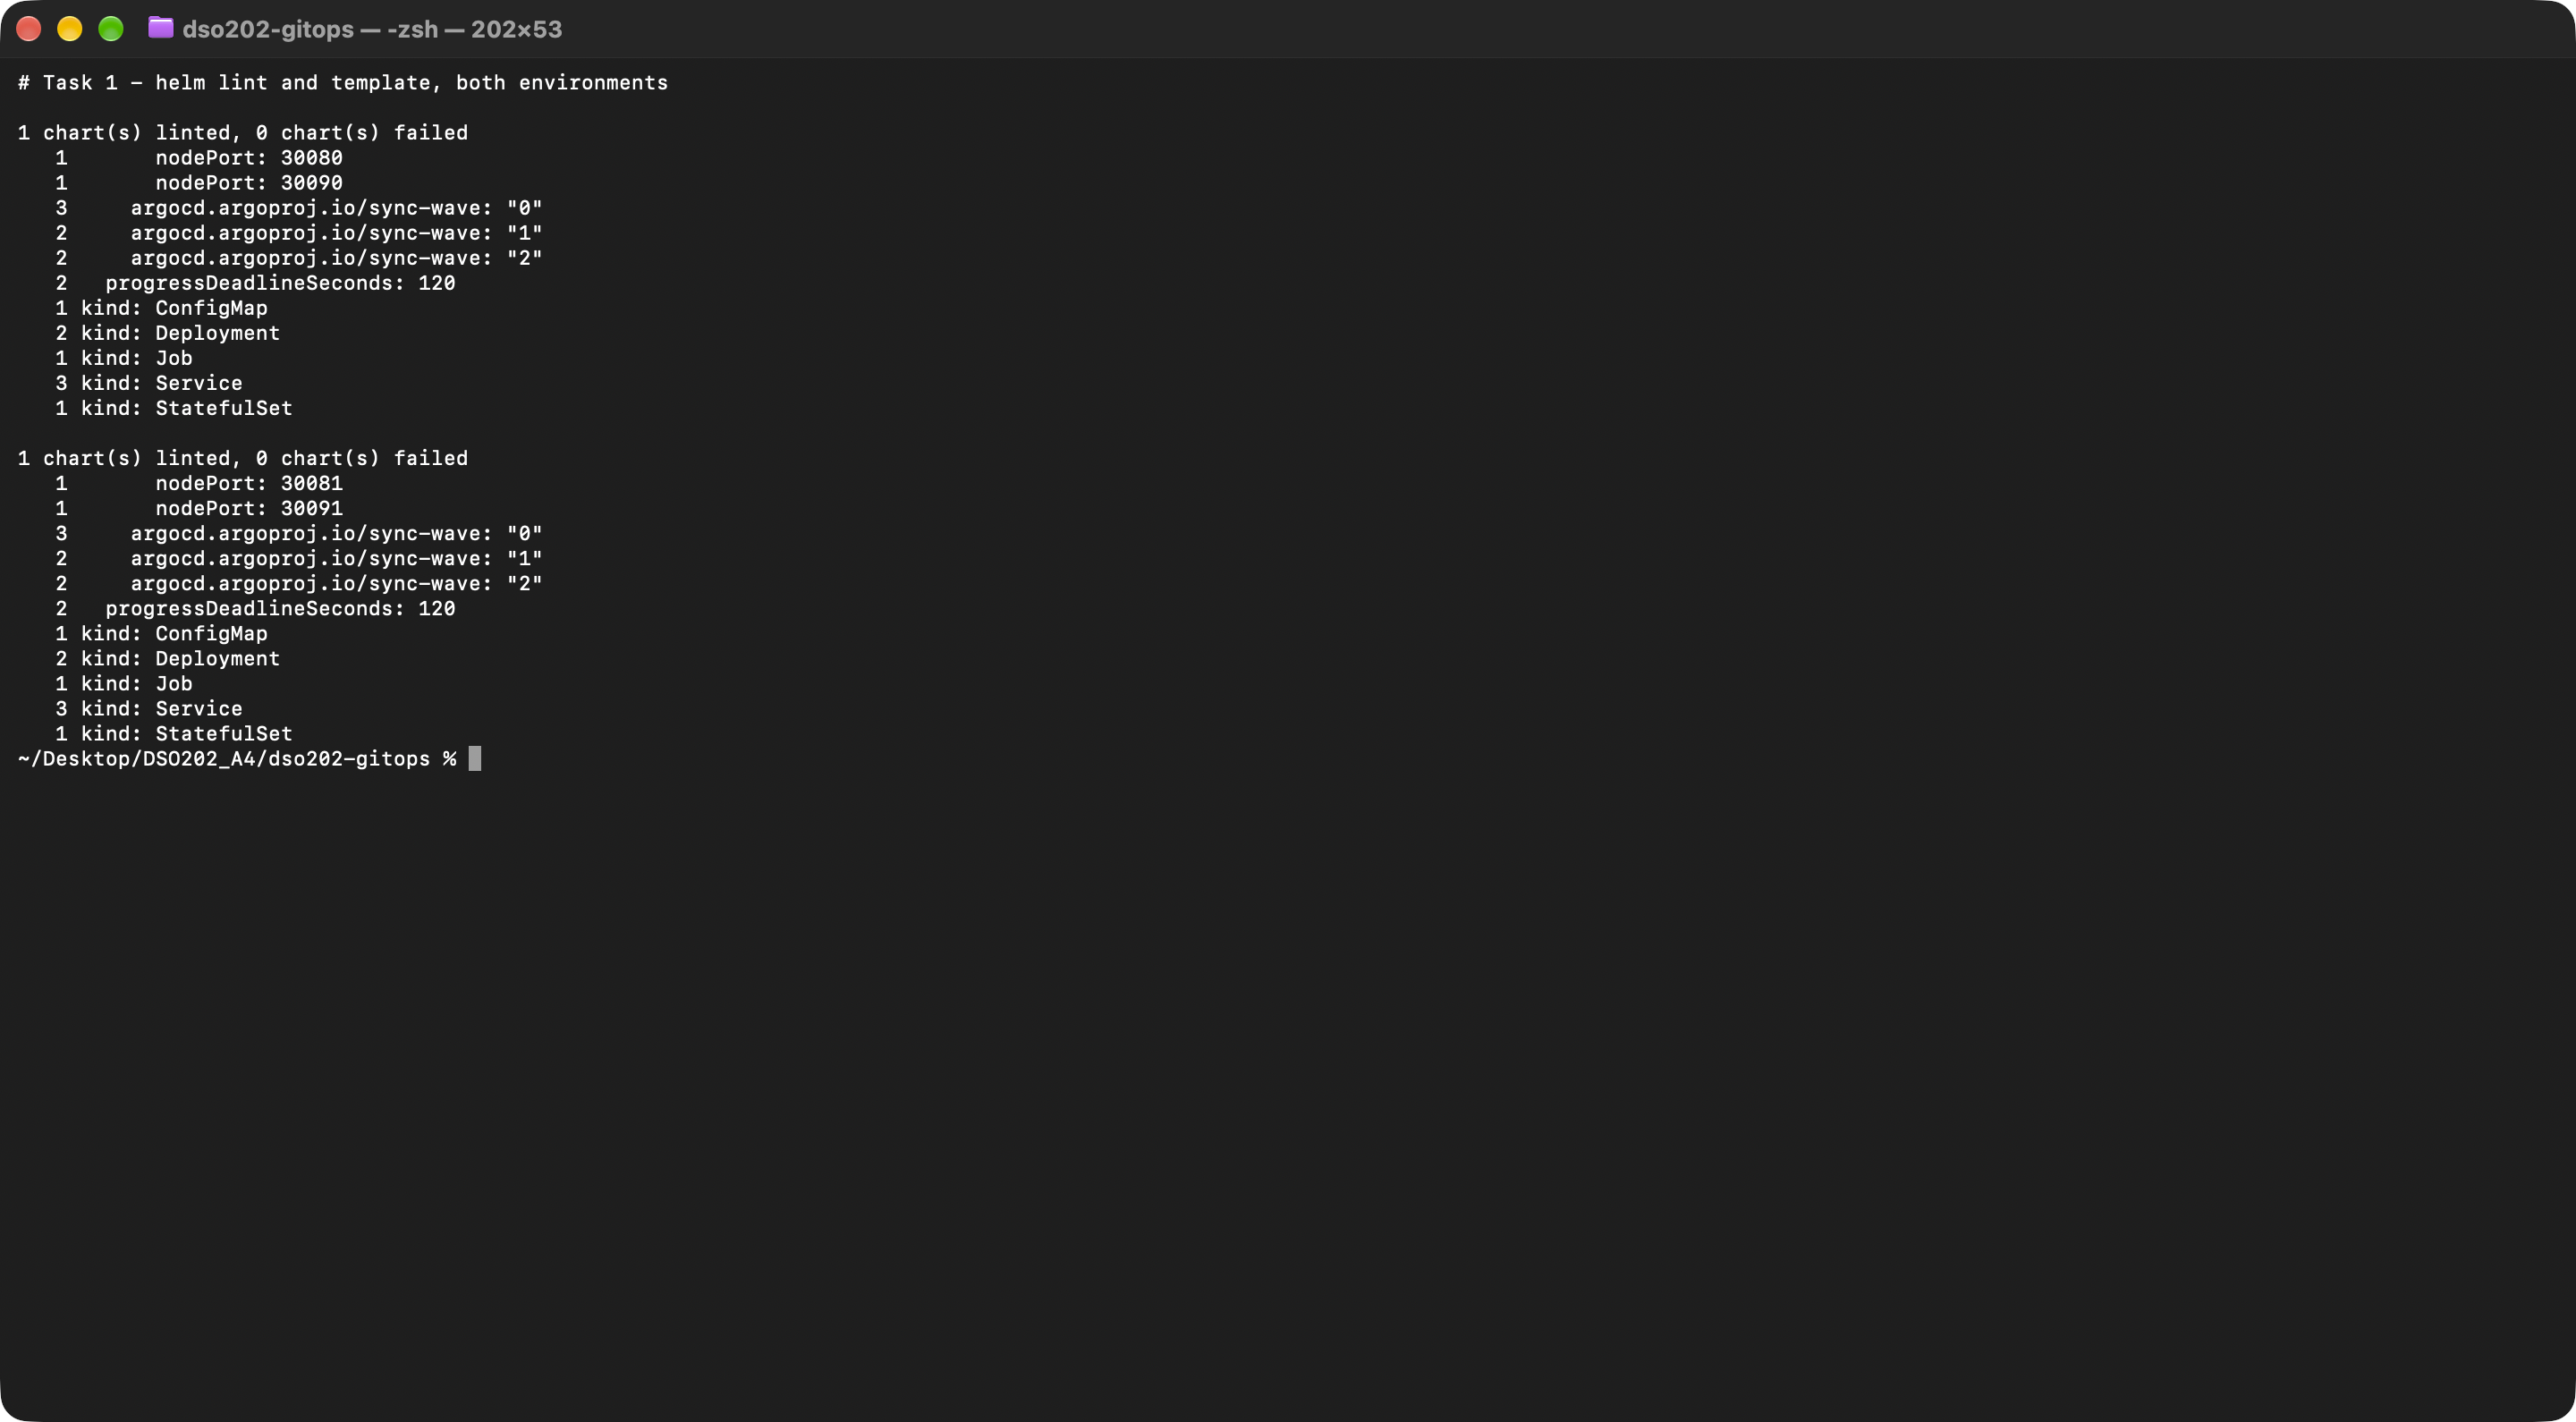 dso202-gitops — -zsh — 202×53
# Task 1 — helm lint and template, both environments
1 chart(s) linted, 0 chart(s) failed
   1       nodePort: 30080
   1       nodePort: 30090
   3     argocd.argoproj.io/sync-wave: "0"
   2     argocd.argoproj.io/sync-wave: "1"
   2     argocd.argoproj.io/sync-wave: "2"
   2   progressDeadlineSeconds: 120
   1 kind: ConfigMap
   2 kind: Deployment
   1 kind: Job
   3 kind: Service
   1 kind: StatefulSet
1 chart(s) linted, 0 chart(s) failed
   1       nodePort: 30081
   1       nodePort: 30091
   3     argocd.argoproj.io/sync-wave: "0"
   2     argocd.argoproj.io/sync-wave: "1"
   2     argocd.argoproj.io/sync-wave: "2"
   2   progressDeadlineSeconds: 120
   1 kind: ConfigMap
   2 kind: Deployment
   1 kind: Job
   3 kind: Service
   1 kind: StatefulSet
~/Desktop/DSO202_A4/dso202-gitops %